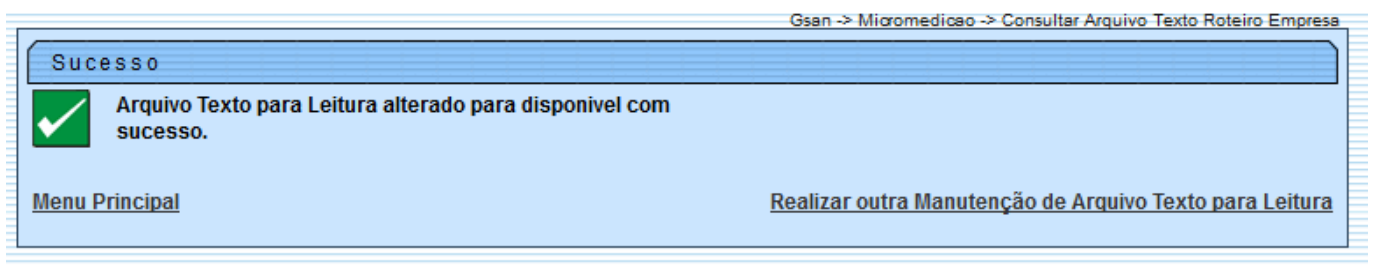 Gsan -> Micromedicao -> Consultar Arquivo Texto Roteiro Empresa
Sucesso
Arquivo Texto para Leitura alterado para disponivel com
sucesso.
Menu Principal
Realizar outra Manutenção de Arquivo Texto para Leitura